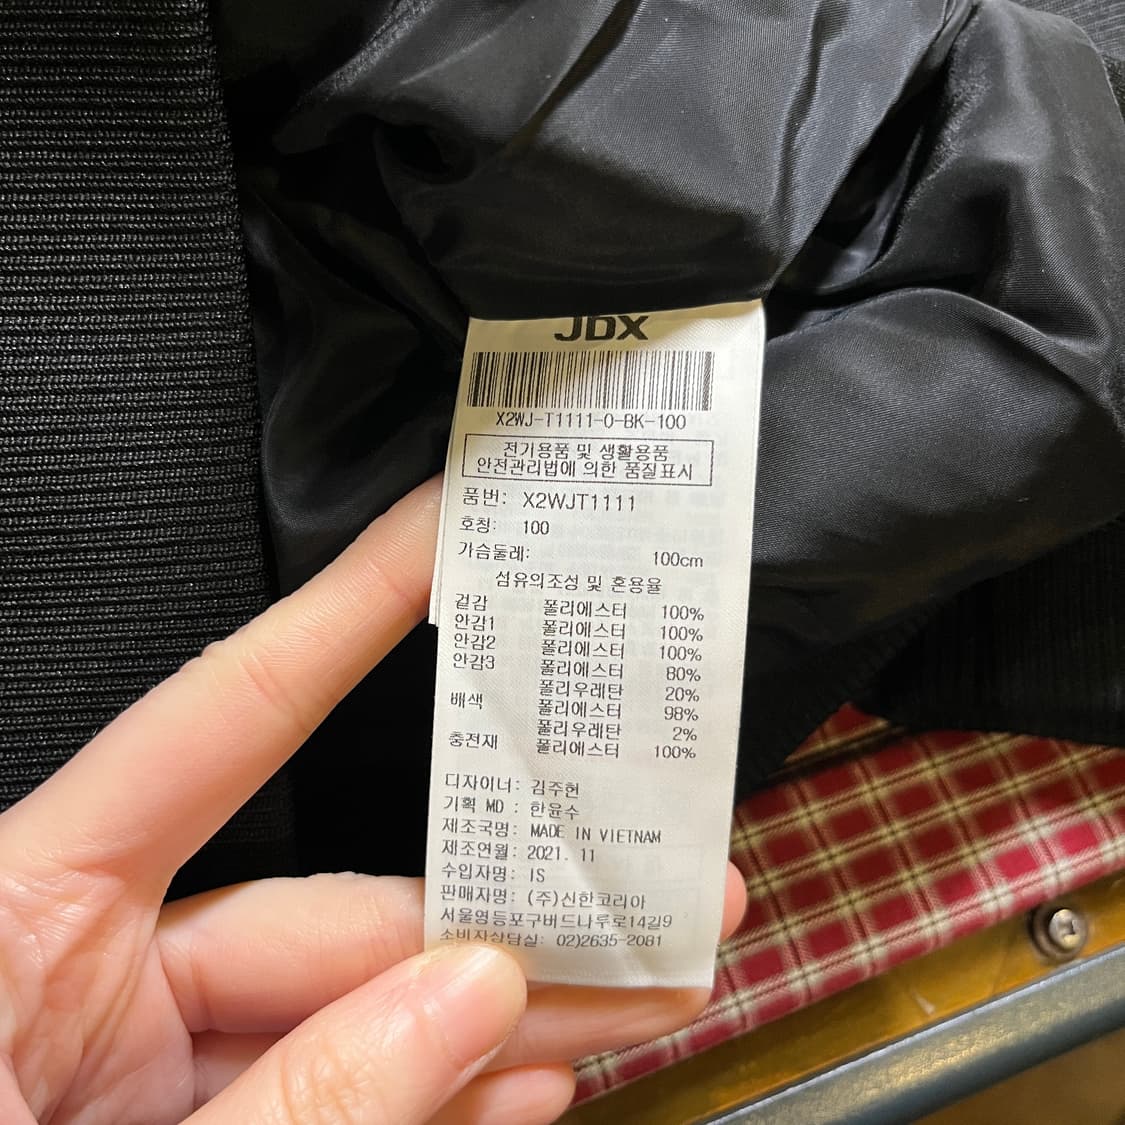 JDX
X2WJ-T1111-0-BK-100
전기용품 및 생활용품
안전관리법에 의한 품질표시
품번: X2WJT1111
호칭: 100
가슴둘레: 100cm
섬유의조성 및 혼용율
겉감 폴리에스터 100%
안감1 폴리에스터 100%
안감2 폴리에스터 100%
안감3 폴리에스터 80%
폴리우레탄 20%
배색 폴리에스터 98%
폴리우레탄 2%
충전재 폴리에스터 100%
디자이너: 김주헌
기획 MD : 한윤수
제조국명: MADE IN VIETNAM
제조연월: 2021. 11
수입자명: IS
판매자명: (주)신한코리아
서울영등포구버드나루로14길9
소비자상담실: 02)2635-2081